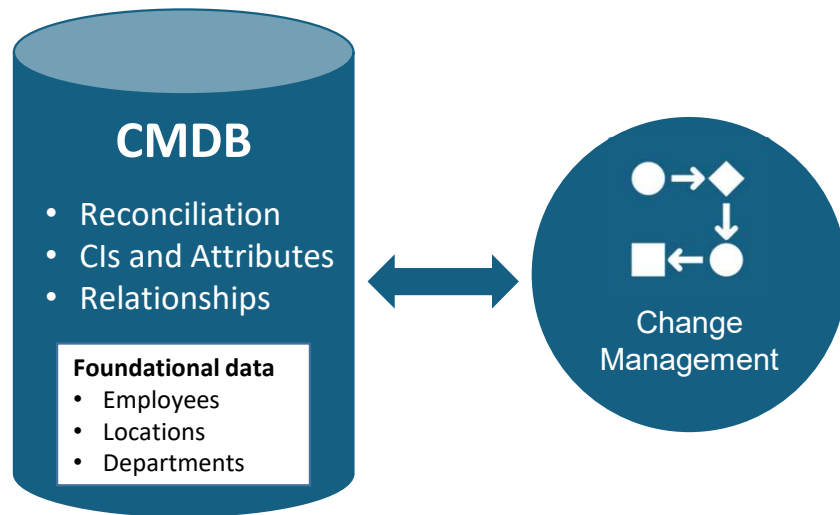 CMDB
• Reconciliation
• CIs and Attributes
• Relationships
Foundational data
• Employees
• Locations
• Departments
Change
Management